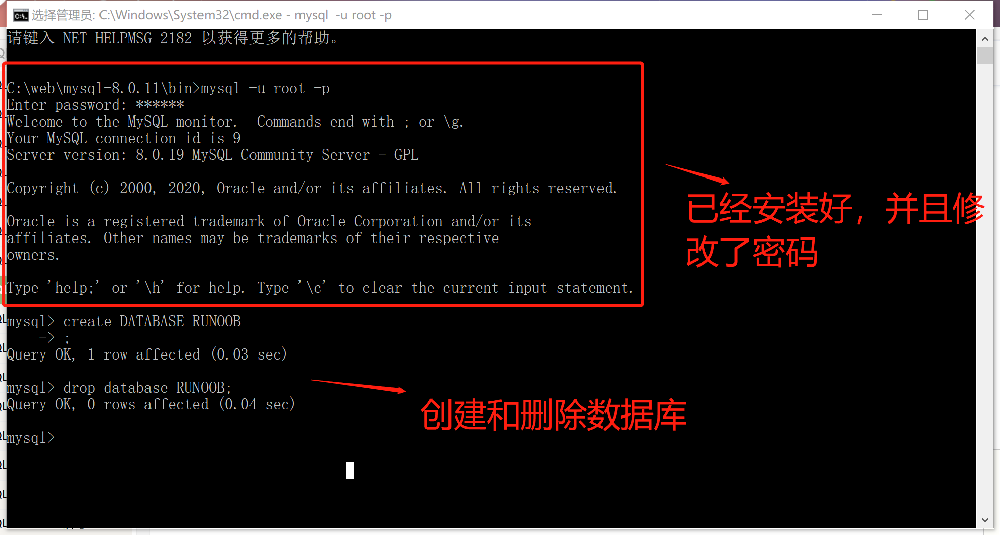 选择管理员: C:\Windows\System32\cmd.exe - mysql  -u root -p
请键入 NET HELPMSG 2182 以获得更多的帮助。
C:\web\mysql-8.0.11\bin>mysql -u root -p
Enter password: ******
Welcome to the MySQL monitor.  Commands end with ; or \g.
Your MySQL connection id is 9
Server version: 8.0.19 MySQL Community Server - GPL
Copyright (c) 2000, 2020, Oracle and/or its affiliates. All rights reserved.
Oracle is a registered trademark of Oracle Corporation and/or its
affiliates. Other names may be trademarks of their respective
owners.
Type 'help;' or '\h' for help. Type '\c' to clear the current input statement.
已经安装好，并且修
改了密码
mysql> create DATABASE RUNOOB
    -> ;
Query OK, 1 row affected (0.03 sec)
mysql> drop database RUNOOB;
Query OK, 0 rows affected (0.04 sec)
创建和删除数据库
mysql>